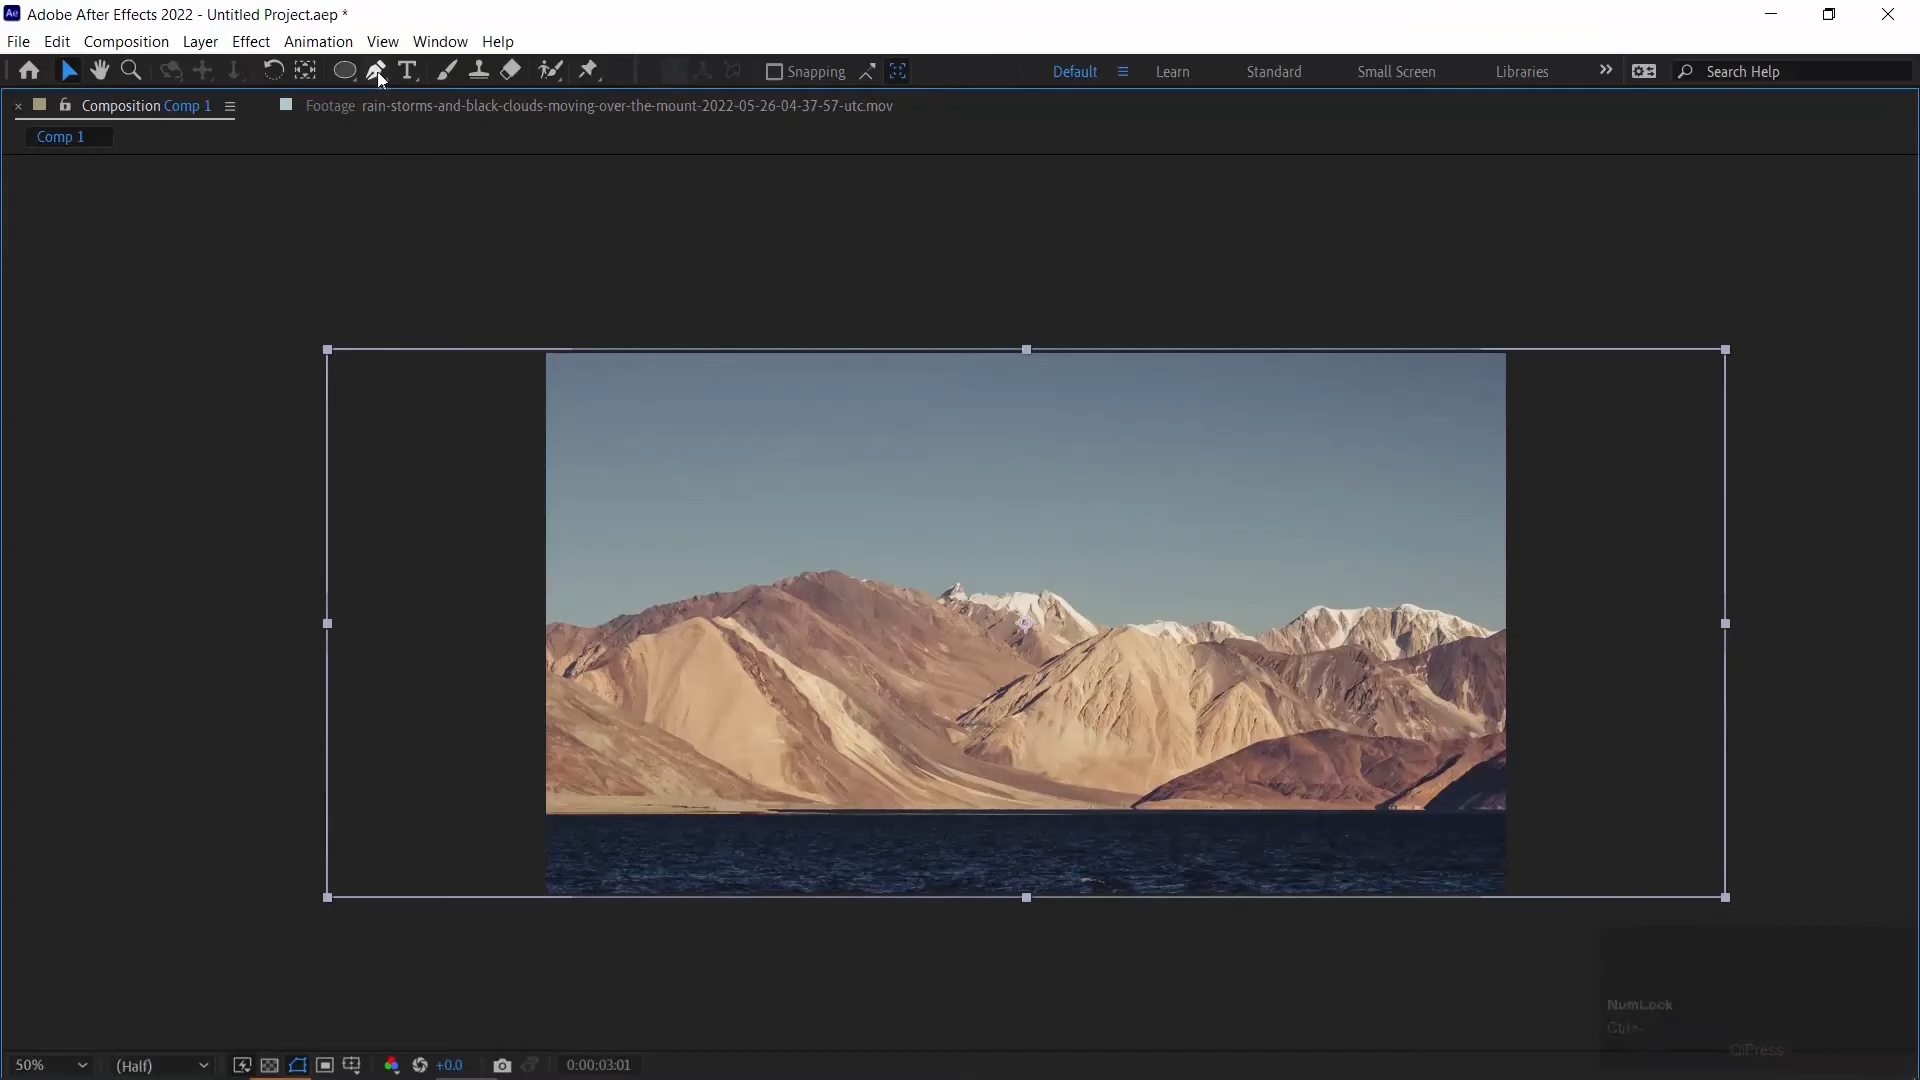 Ae Adobe After Effects 2022 - Untitled Project.aep *
File Edit Composition Layer Effect Animation View Window Help
Snapping Default Learn Standard Small Screen Libraries Search Help
Composition Comp 1 Footage rain-storms-and-black-clouds-moving-over-the-mount-2022-05-26-04-37-57-utc.mov
Comp 1
NumLock
Ctrl+-
QiPress
50% (Half) +0.0 0:00:03:01